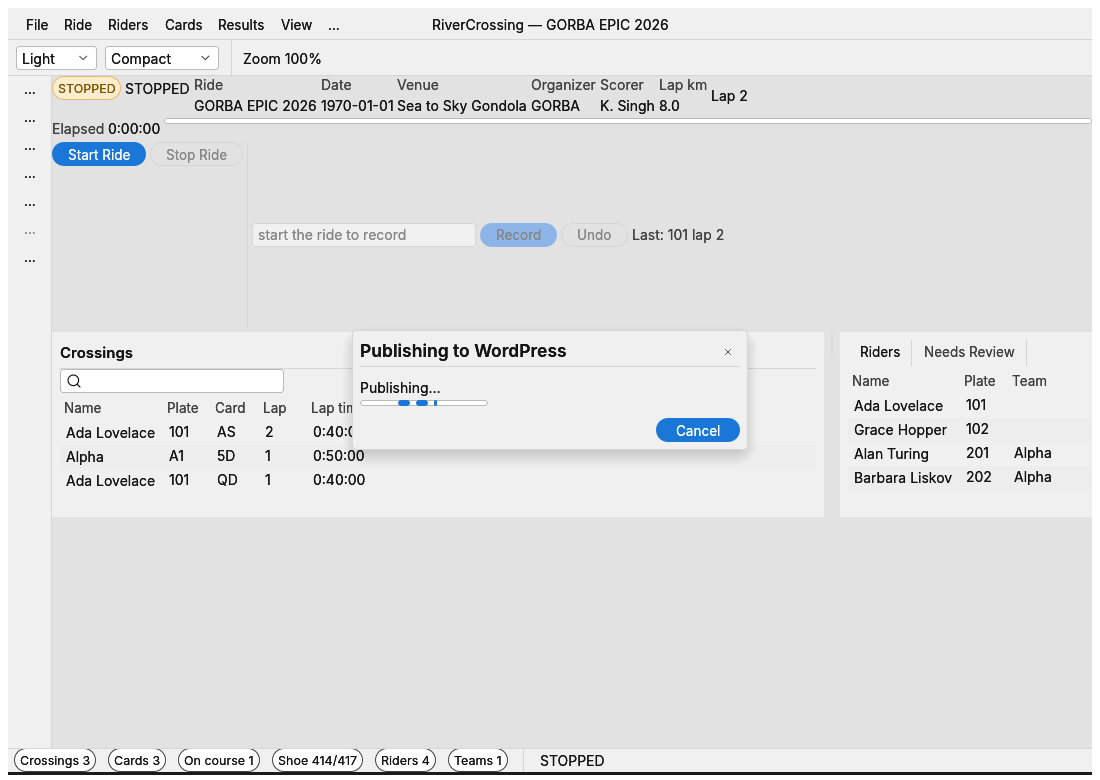 File Ride Riders Cards Results View ... RiverCrossing — GORBA EPIC 2026
Light Compact Zoom 100%
...
...
...
...
...
...
...
STOPPED STOPPED Ride Date Venue Organizer Scorer Lap km Lap 2
GORBA EPIC 2026 1970-01-01 Sea to Sky Gondola GORBA K. Singh 8.0
Elapsed 0:00:00
Start Ride Stop Ride
start the ride to record Record Undo Last: 101 lap 2
Crossings
Name Plate Card Lap Lap tim
Ada Lovelace 101 AS 2 0:40:0
Alpha A1 5D 1 0:50:00
Ada Lovelace 101 QD 1 0:40:00
Publishing to WordPress ×
Publishing...
Cancel
Riders Needs Review
Name Plate Team
Ada Lovelace 101
Grace Hopper 102
Alan Turing 201 Alpha
Barbara Liskov 202 Alpha
Crossings 3 Cards 3 On course 1 Shoe 414/417 Riders 4 Teams 1 STOPPED